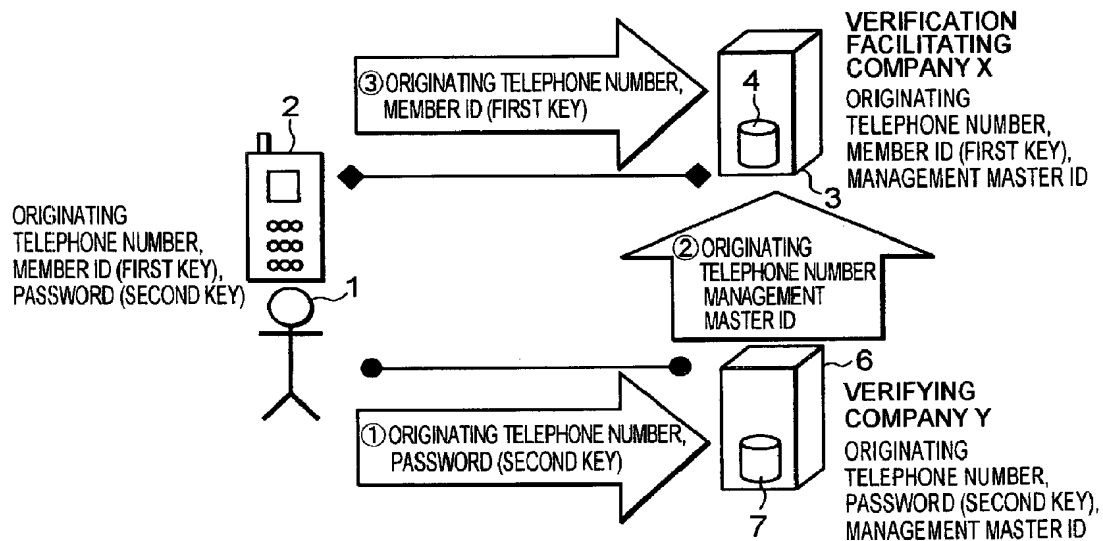 VERIFICATION
FACILITATING
COMPANY X
ORIGINATING
TELEPHONE NUMBER,
MEMBER ID (FIRST KEY),
MANAGEMENT MASTER ID
③ ORIGINATING TELEPHONE NUMBER,
MEMBER ID (FIRST KEY)
4
3
2
ORIGINATING
TELEPHONE NUMBER,
MEMBER ID (FIRST KEY),
PASSWORD (SECOND KEY)
1
② ORIGINATING
TELEPHONE NUMBER
MANAGEMENT
MASTER ID
6
VERIFYING
COMPANY Y
ORIGINATING
TELEPHONE NUMBER,
PASSWORD (SECOND KEY),
MANAGEMENT MASTER ID
① ORIGINATING TELEPHONE NUMBER,
PASSWORD (SECOND KEY)
7